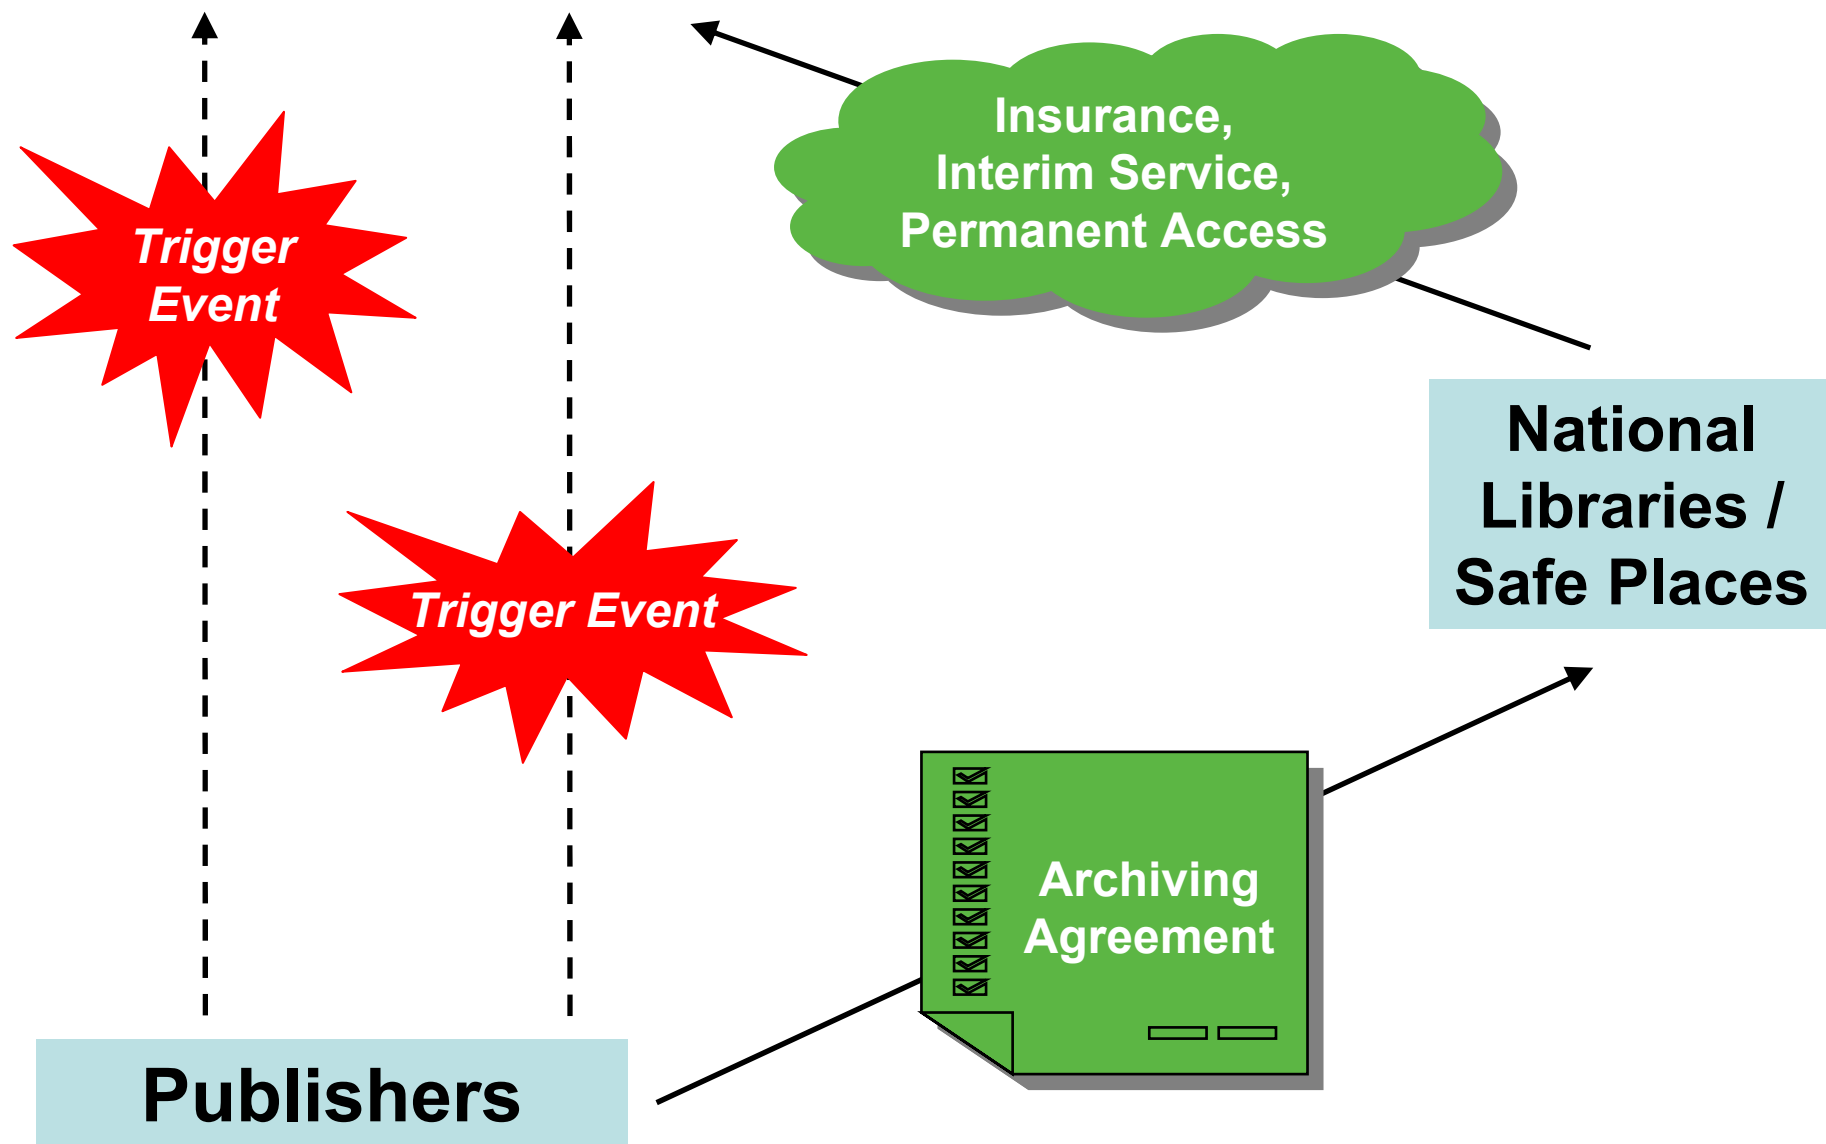 Insurance,
Interim Service,
Permanent Access
Trigger
Event
National
Libraries /
Safe Places
Trigger Event
Archiving
Agreement
Publishers